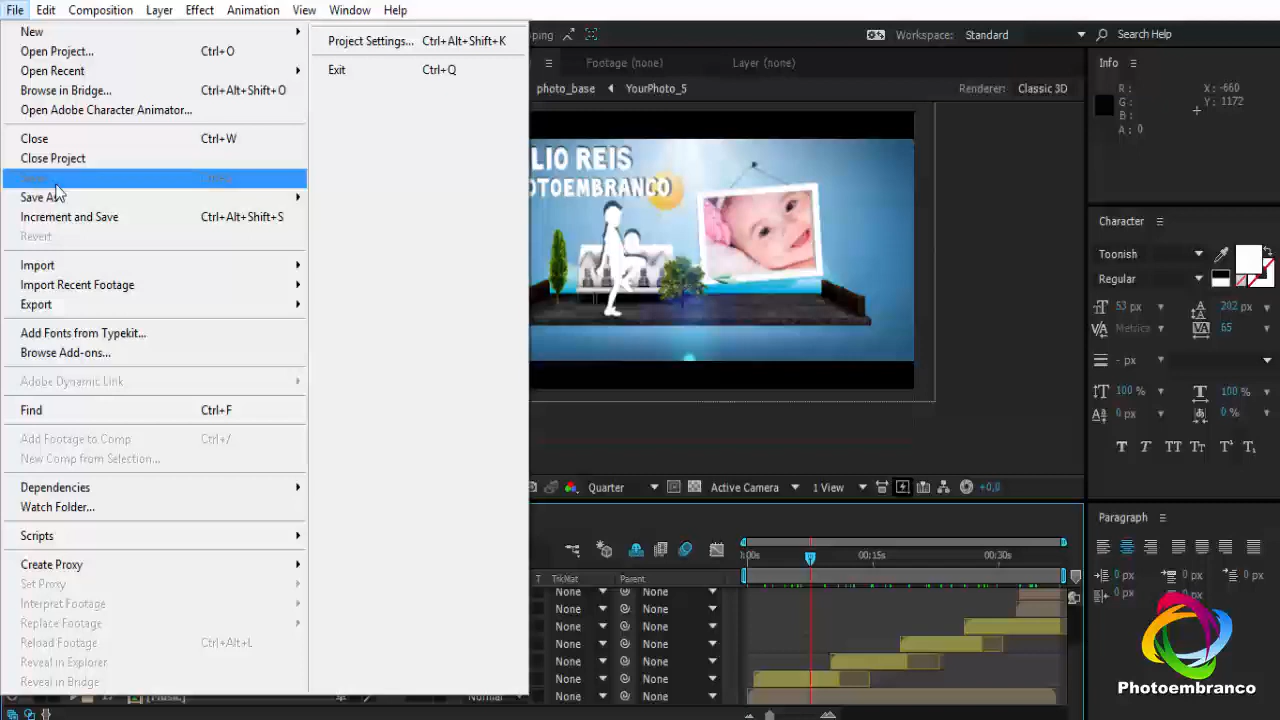 File Edit Composition Layer Effect Animation View Window Help
New
Open Project... Ctrl+O
Open Recent
Browse in Bridge... Ctrl+Alt+Shift+O
Open Adobe Character Animator...
Close Ctrl+W
Close Project
Save As
Increment and Save Ctrl+Alt+Shift+S
Revert
Import
Import Recent Footage
Export
Add Fonts from Typekit...
Browse Add-ons...
Adobe Dynamic Link
Find Ctrl+F
Add Footage to Comp Ctrl+/
New Comp from Selection...
Dependencies
Watch Folder...
Scripts
Create Proxy
Set Proxy
Interpret Footage
Replace Footage
Reload Footage Ctrl+Alt+L
Reveal in Explorer
Reveal in Bridge
Project Settings... Ctrl+Alt+Shift+K
Exit Ctrl+Q
ping Workspace: Standard Search Help
Footage (none) Layer (none)
photo_base YourPhoto_5 Renderer: Classic 3D
LIO REIS
OTOEMBRANCO
Quarter Active Camera 1 View +0,0
:00s 00:15s 00:30s
T TrkMat Parent
None None
None None
None None
None None
None None
None None
None None
[Music] Normal None
Info
R: X: -660
G: Y: 1172
B:
A: 0
Character
Toonish
Regular
53 px 202 px
Metrics 65
- px
100 % 100 %
0 px 0 %
T T TT Tt T¹ T₁
Paragraph
0 px 0 px 0 px
0 px 0 px
Photoembranco